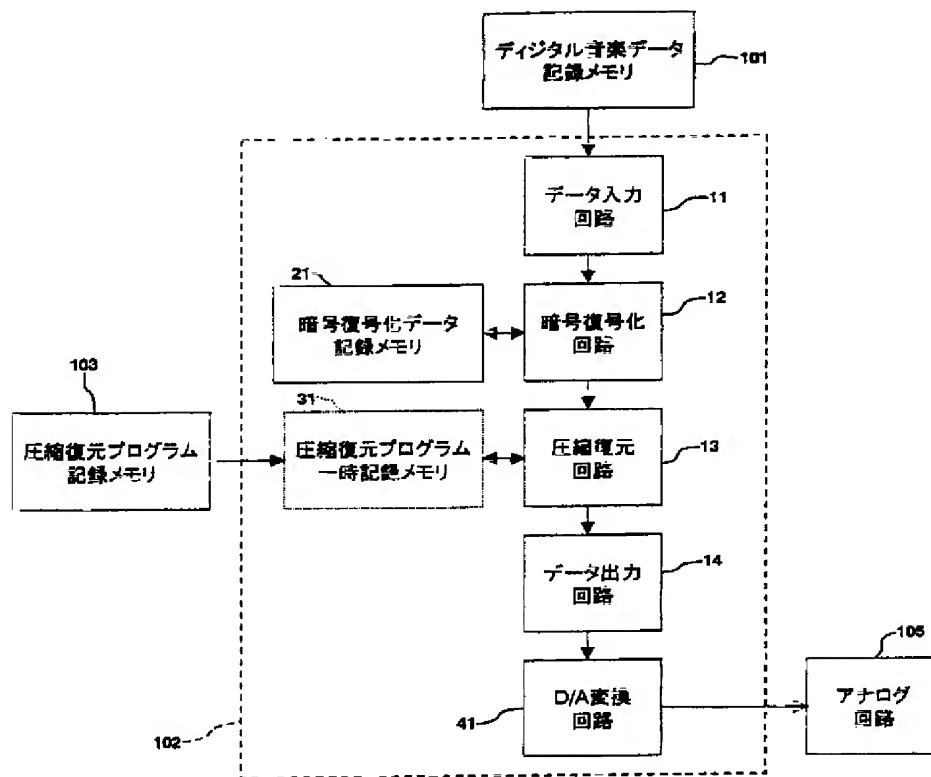 ディジタル音楽データ
記録メモリ
101
データ入力
回路
11
21
暗号復号化データ
記録メモリ
暗号復号化
回路
12
103
圧縮復元プログラム
記録メモリ
31
圧縮復元プログラム
一時記録メモリ
圧縮復元
回路
13
データ出力
回路
14
105
D/A変換
回路
41
アナログ
回路
102